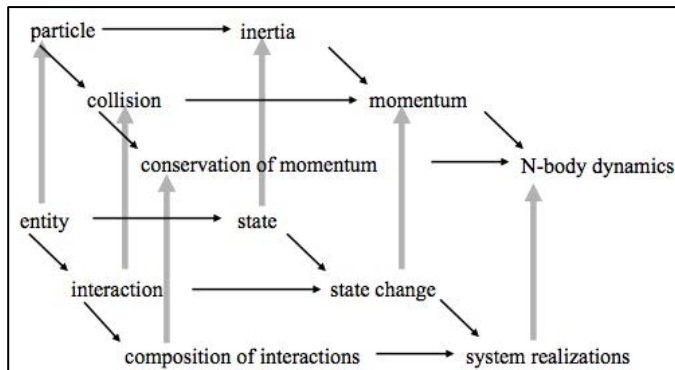 particle inertia
collision momentum
conservation of momentum N-body dynamics
entity state
interaction state change
composition of interactions system realizations